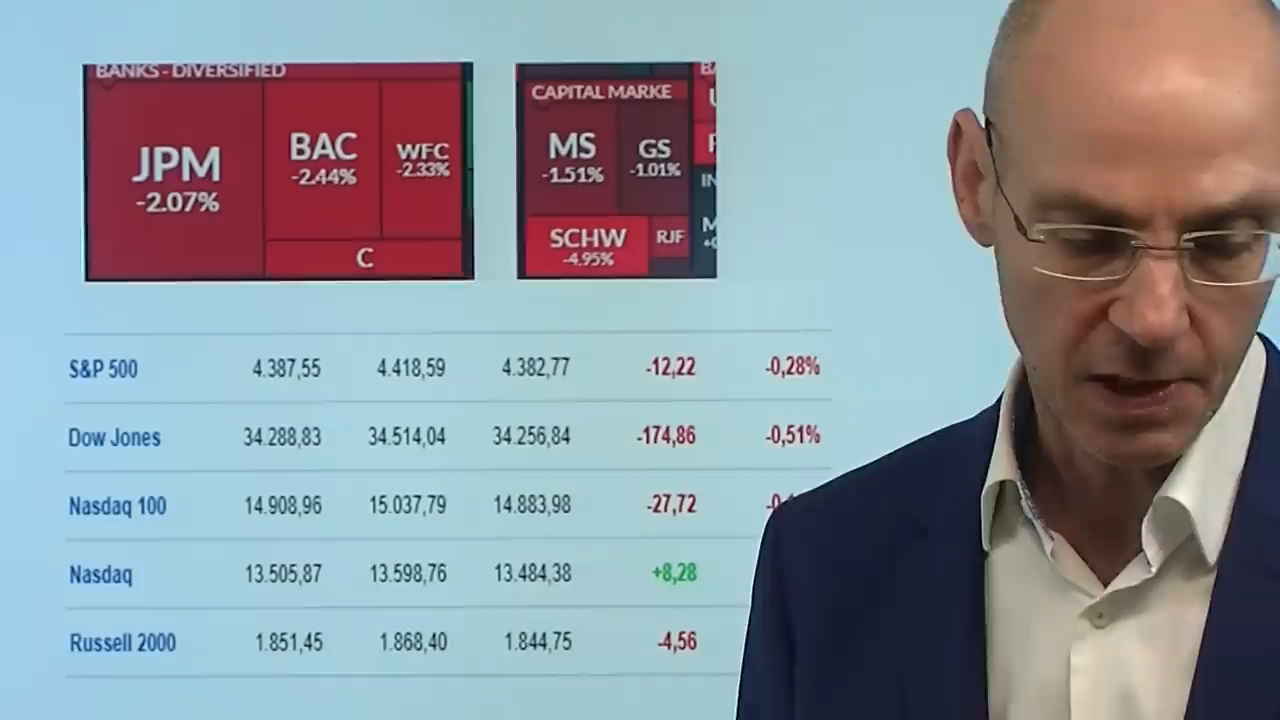 BANKS - DIVERSIFIED
JPM
-2.07%
BAC
-2.44%
WFC
-2.33%
C
CAPITAL MARKE
MS
-1.51%
GS
-1.01%
SCHW
-4.95%
RJF
S&P 500 4.387,55 4.418,59 4.382,77 -12,22 -0,28%
Dow Jones 34.288,83 34.514,04 34.256,84 -174,86 -0,51%
Nasdaq 100 14.908,96 15.037,79 14.883,98 -27,72
Nasdaq 13.505,87 13.598,76 13.484,38 +8,28
Russell 2000 1.851,45 1.868,40 1.844,75 -4,56